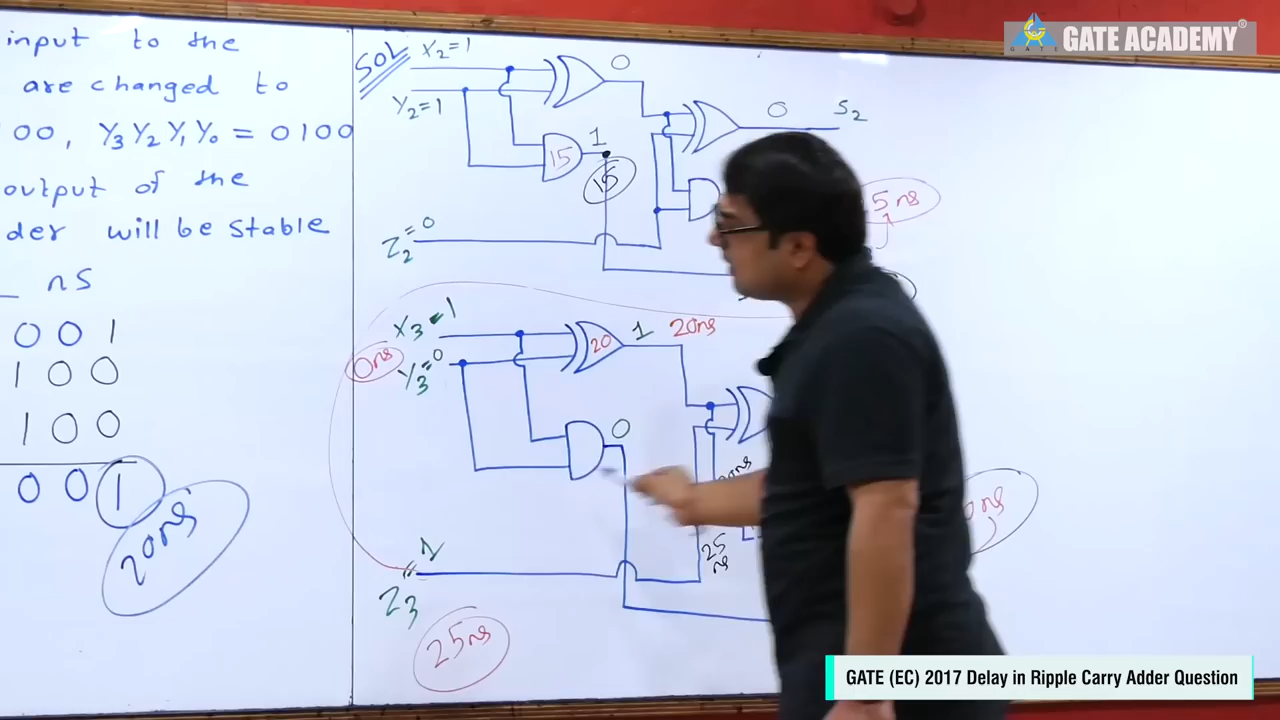 input to the
are changed to
00, Y3 Y2 Y1 Y0 = 0100
output of the
der will be stable
_ ns
0 0 1
1 0 0
1 0 0
0 0 1
20ns
SOL
X2=1
Y2=1
0
0
S2
15
1
15
Z2=0
5 ns
X3=1
Y3=0
0ns
20
1
20ns
0
25 ns
Z3
1
25ns
GATE ACADEMY
GATE
GATE (EC) 2017 Delay in Ripple Carry Adder Question